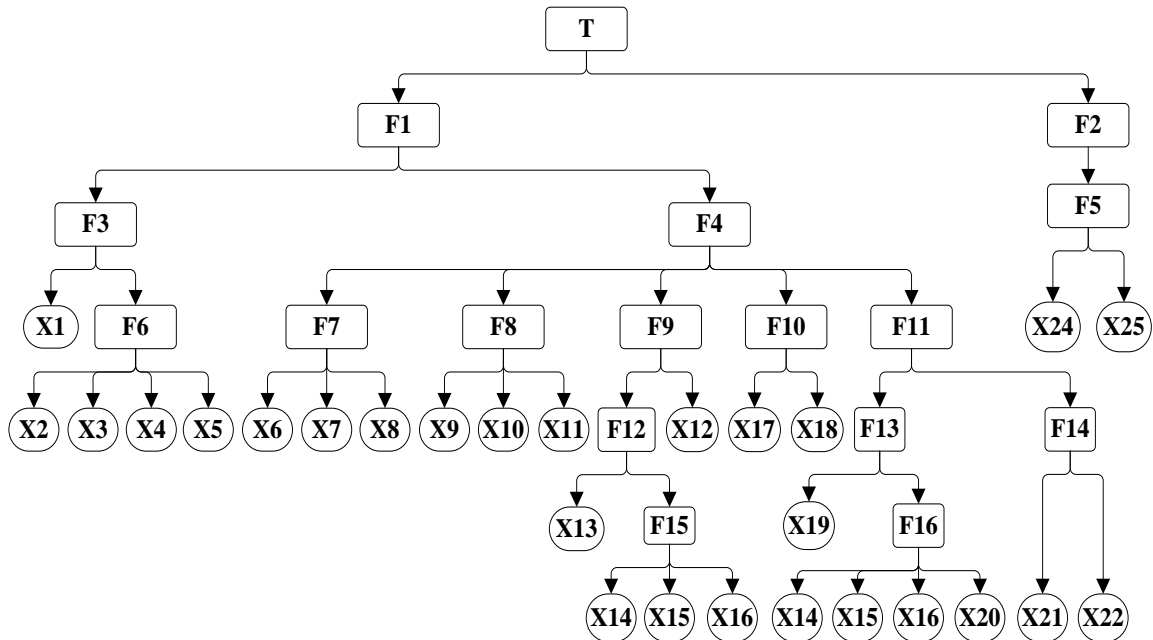 T
F1 F2
F5
F3 F4
X1 F6 F7 F8 F9 F10 F11 X24 X25
X2 X3 X4 X5 X6 X7 X8 X9 X10 X11 F12 X12 X17 X18 F13 F14
X13 F15 X19 F16
X14 X15 X16 X14 X15 X16 X20 X21 X22